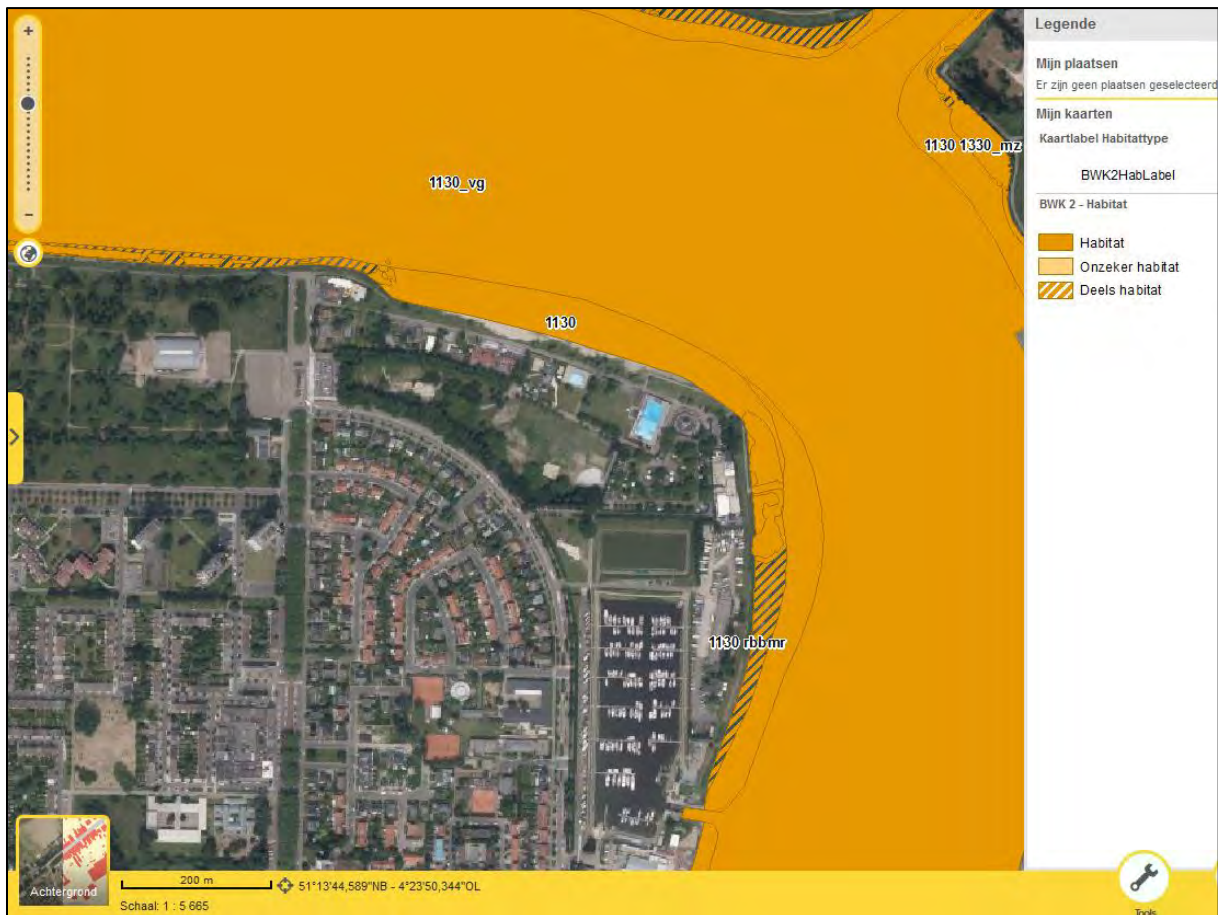 +
−
1130_vg
1130
1130 1330_mz
1130 rbbmr
Legende
Mijn plaatsen
Er zijn geen plaatsen geselecteerd
Mijn kaarten
Kaartlabel Habitattype
BWK2HabLabel
BWK 2 - Habitat
Habitat
Onzeker habitat
Deels habitat
Achtergrond
200 m
51°13'44,589"NB - 4°23'50,344"OL
Schaal: 1 : 5 665
Tools